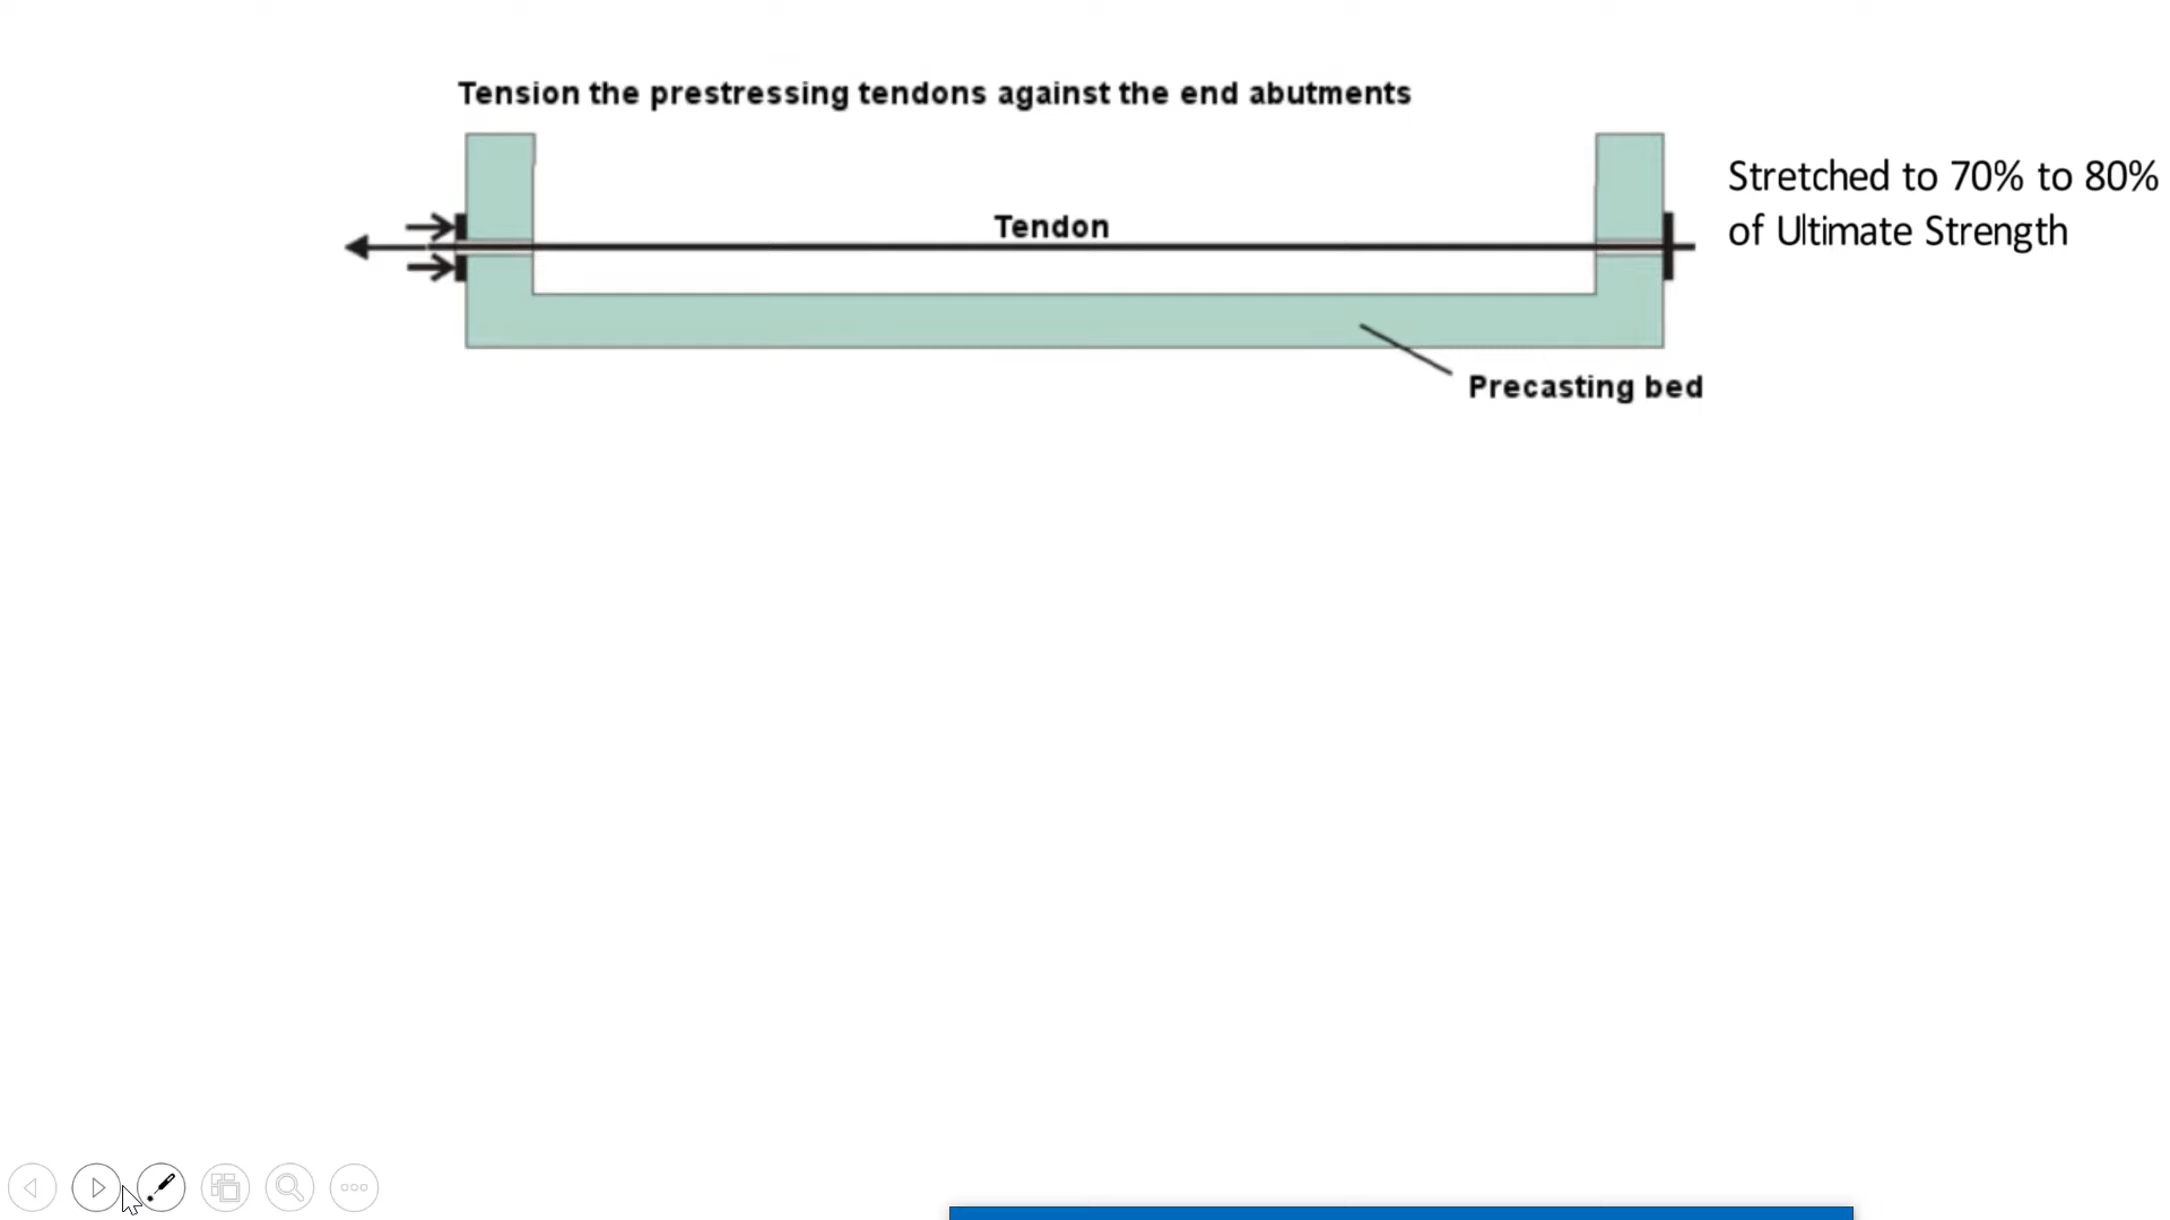 Tension the prestressing tendons against the end abutments
Stretched to 70% to 80%
of Ultimate Strength
Tendon
Precasting bed